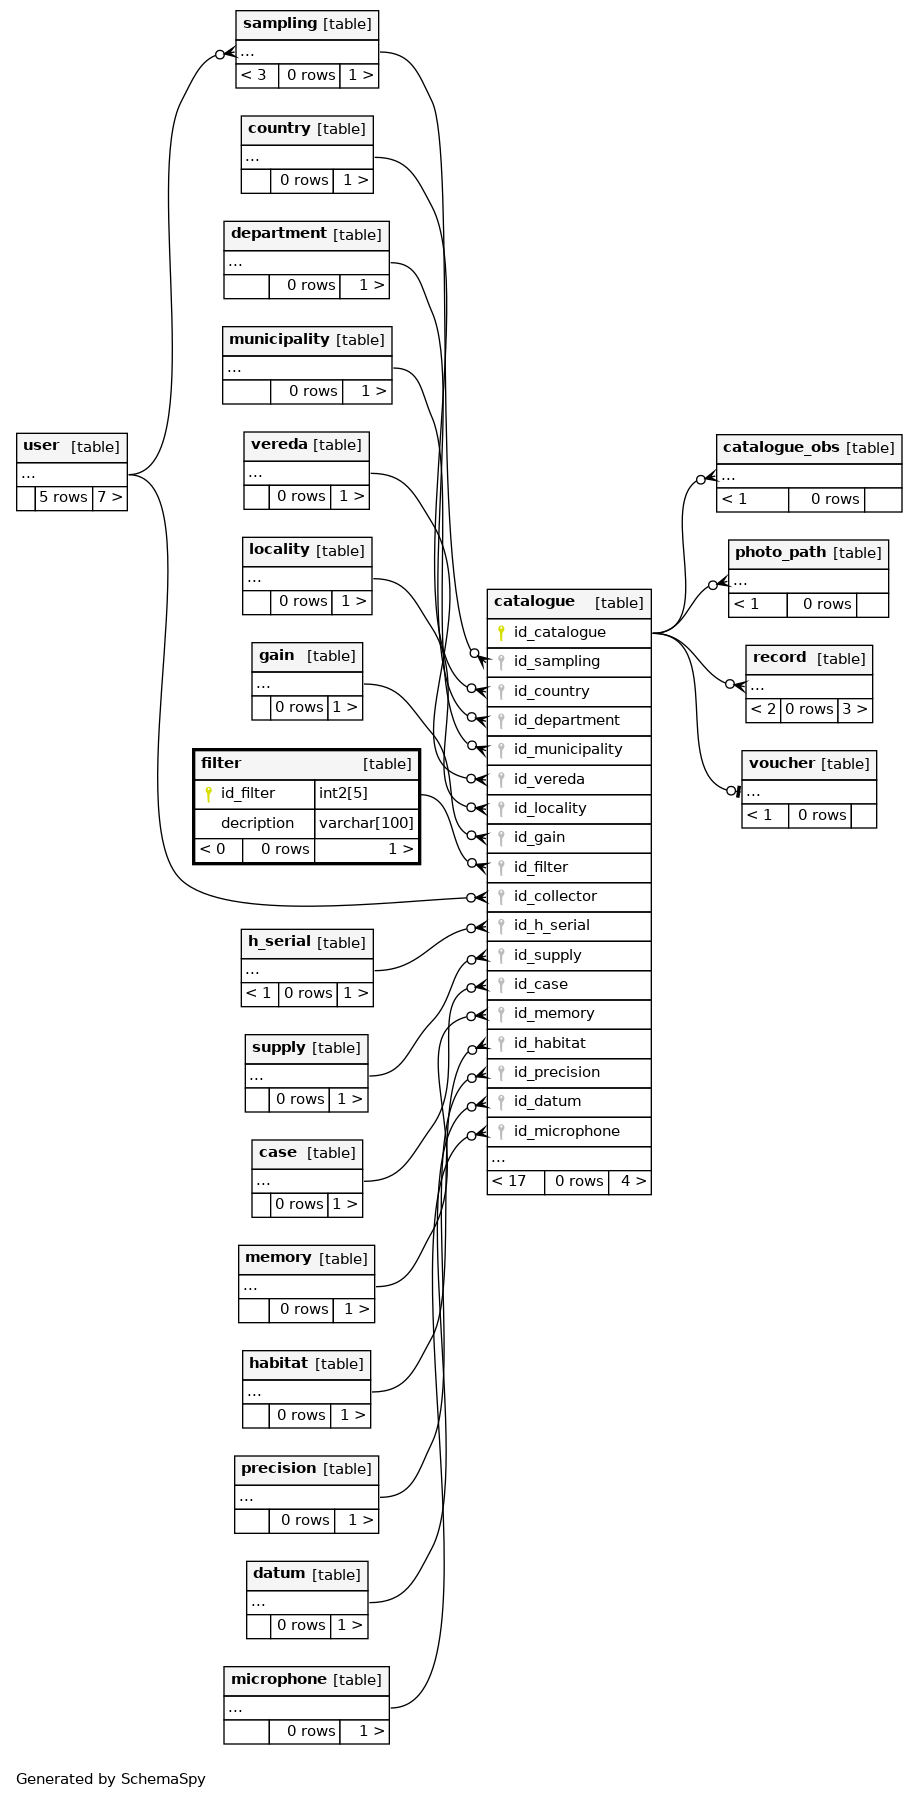 sampling [table]
...
< 3 0 rows 1 >
country [table]
...
0 rows 1 >
department [table]
...
0 rows 1 >
municipality [table]
...
0 rows 1 >
vereda [table]
...
0 rows 1 >
locality [table]
...
0 rows 1 >
gain [table]
...
0 rows 1 >
filter [table]
id_filter int2[5]
decription varchar[100]
< 0 0 rows 1 >
user [table]
...
5 rows 7 >
h_serial [table]
...
< 1 0 rows 1 >
supply [table]
...
0 rows 1 >
case [table]
...
0 rows 1 >
memory [table]
...
0 rows 1 >
habitat [table]
...
0 rows 1 >
precision [table]
...
0 rows 1 >
datum [table]
...
0 rows 1 >
microphone [table]
...
0 rows 1 >
catalogue [table]
id_catalogue
id_sampling
id_country
id_department
id_municipality
id_vereda
id_locality
id_gain
id_filter
id_collector
id_h_serial
id_supply
id_case
id_memory
id_habitat
id_precision
id_datum
id_microphone
...
< 17 0 rows 4 >
catalogue_obs [table]
...
< 1 0 rows
photo_path [table]
...
< 1 0 rows
record [table]
...
< 2 0 rows 3 >
voucher [table]
...
< 1 0 rows
Generated by SchemaSpy